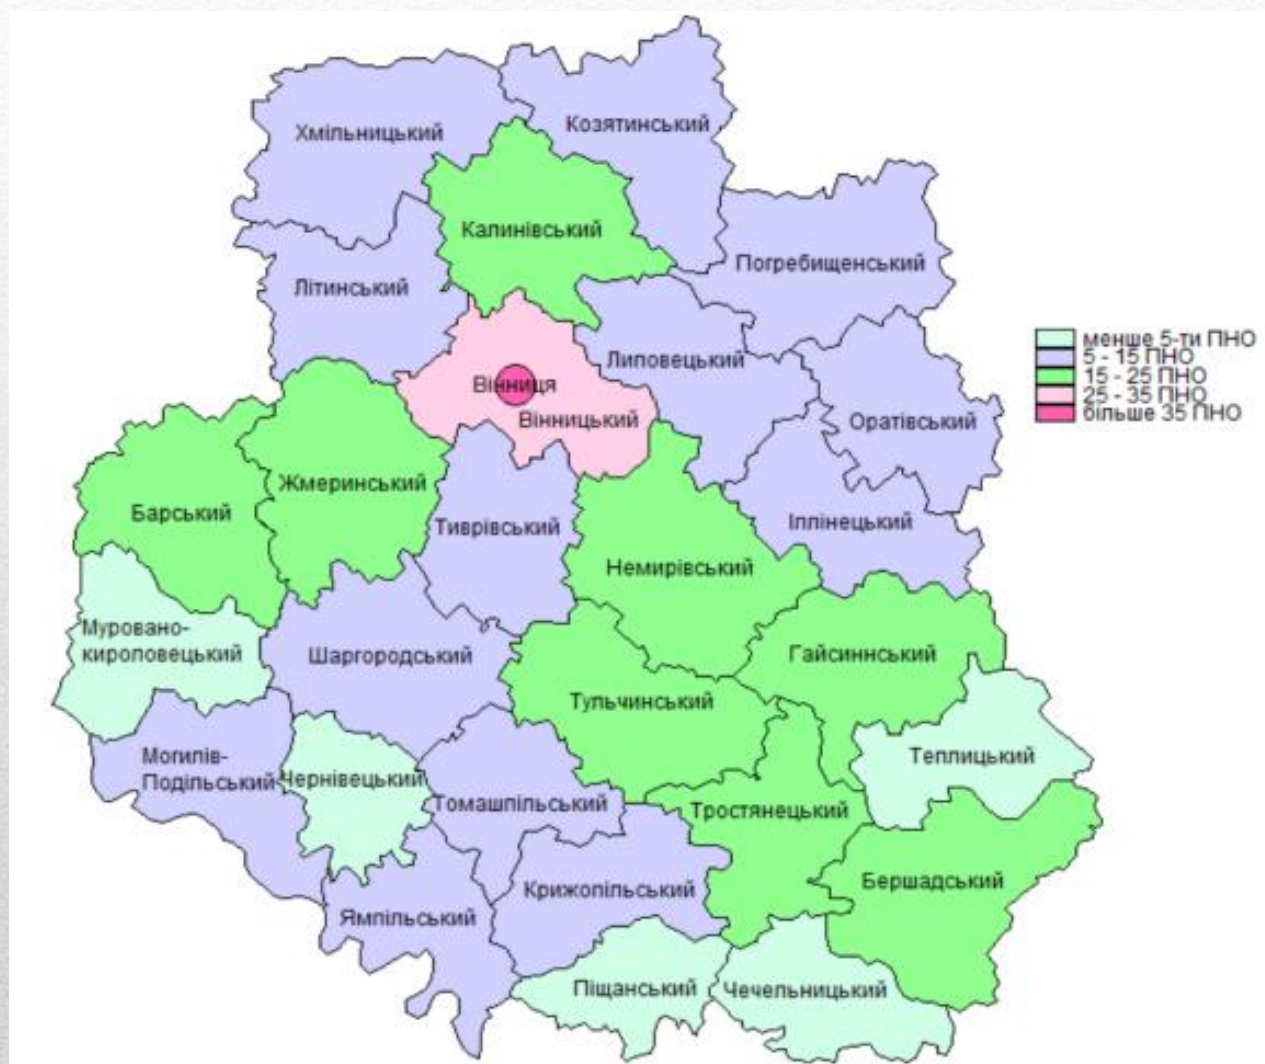 Хмільницький
Козятинський
Калинівський
Погребищенський
Літинський
Липовецький
Вінниця
Вінницький
Оратівський
Жмеринський
Барський
Тиврівський
Іллінецький
Немирівський
Муровано-
кироповецький
Шаргородський
Гайсиннський
Тульчинський
Могилів-
Подільський
Чернівецький
Теплицький
Томашпільський
Тростянецький
Крижопільський
Бершадський
Ямпільський
Піщанський
Чечельницький
менше 5-ти ПНО
5 - 15 ПНО
15 - 25 ПНО
25 - 35 ПНО
більше 35 ПНО